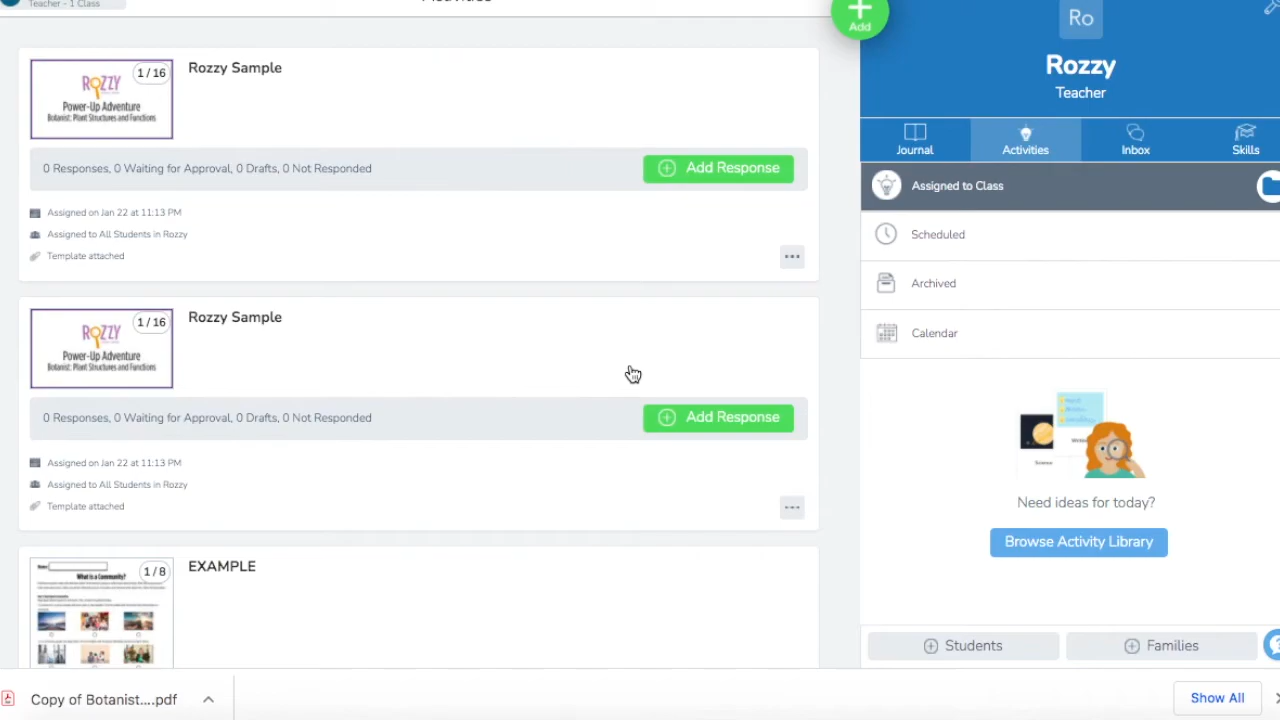 Teacher - 1 Class
Activities
Add
Ro
Rozzy
Teacher
Journal
Activities
Inbox
Skills
Assigned to Class
Scheduled
Archived
Calendar
Need ideas for today?
Browse Activity Library
Students
Families
ROZZY
1 / 16
Power-Up Adventure
Botanist: Plant Structures and Functions
Rozzy Sample
0 Responses, 0 Waiting for Approval, 0 Drafts, 0 Not Responded
Add Response
Assigned on Jan 22 at 11:13 PM
Assigned to All Students in Rozzy
Template attached
ROZZY
1 / 16
Power-Up Adventure
Botanist: Plant Structures and Functions
Rozzy Sample
0 Responses, 0 Waiting for Approval, 0 Drafts, 0 Not Responded
Add Response
Assigned on Jan 22 at 11:13 PM
Assigned to All Students in Rozzy
Template attached
1 / 8
What is a Community?
EXAMPLE
Science
Copy of Botanist....pdf
Show All